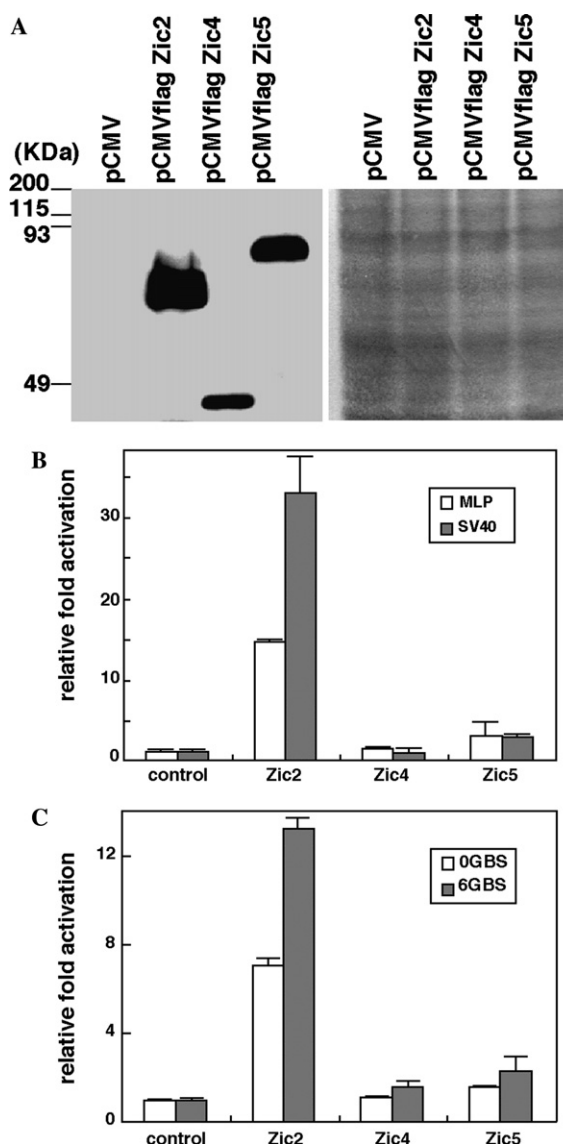 A
pCMV
pCMVflag Zic2
pCMVflag Zic4
pCMVflag Zic5
pCMV
pCMVflag Zic2
pCMVflag Zic4
pCMVflag Zic5
(KDa)
200
115
93
49
B
relative fold activation
30
20
10
0
MLP
SV40
control Zic2 Zic4 Zic5
C
relative fold activation
12
8
4
0
0GBS
6GBS
control Zic2 Zic4 Zic5